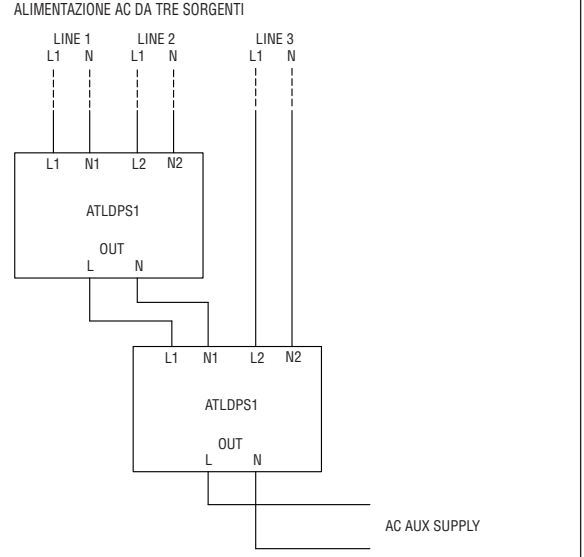 ALIMENTAZIONE AC DA TRE SORGENTI
LINE 1 LINE 2 LINE 3
L1 N L1 N L1 N
L1 N1 L2 N2
ATLDPS1
OUT
L N
L1 N1 L2 N2
ATLDPS1
OUT
L N
AC AUX SUPPLY